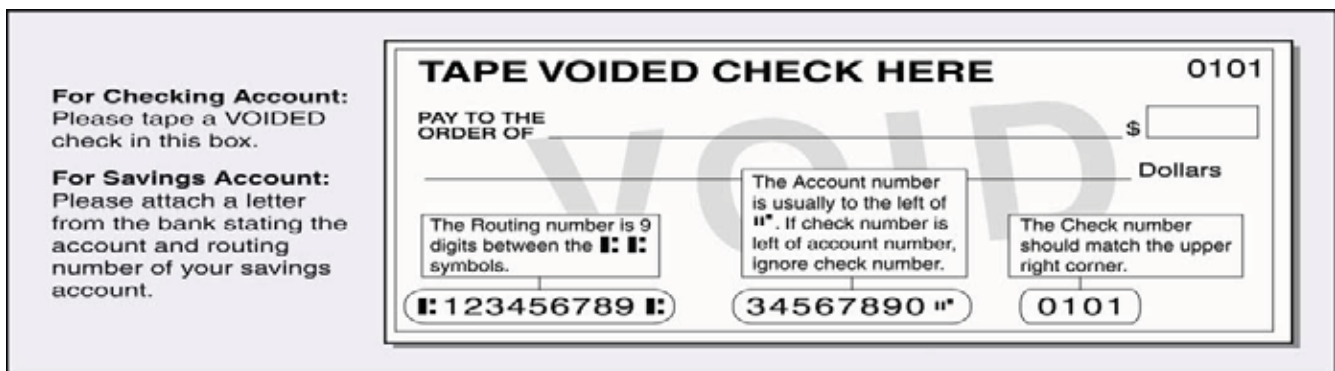 For Checking Account:
Please tape a VOIDED
check in this box.
For Savings Account:
Please attach a letter
from the bank stating the
account and routing
number of your savings
account.
TAPE VOIDED CHECK HERE
0101
PAY TO THE
ORDER OF
$
VOID
Dollars
The Routing number is 9
digits between the ⑆ ⑆
symbols.
The Account number
is usually to the left of
⑈. If check number is
left of account number,
ignore check number.
The Check number
should match the upper
right corner.
⑆123456789⑆
34567890⑈
0101